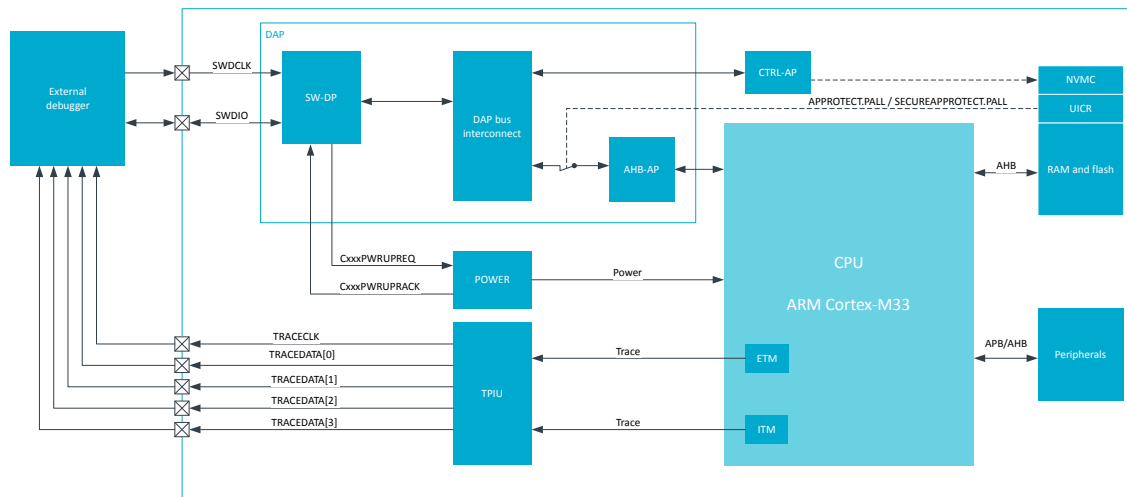 DAP
External
debugger
SWDCLK
SWDIO
SW-DP
DAP bus
interconnect
CTRL-AP
NVMC
APPROTECT.PALL / SECUREAPPROTECT.PALL
UICR
AHB-AP
AHB
RAM and flash
CxxxPWRUPREQ
CxxxPWRUPRACK
POWER
Power
CPU
ARM Cortex-M33
TRACECLK
TRACEDATA[0]
TRACEDATA[1]
TRACEDATA[2]
TRACEDATA[3]
TPIU
Trace
ETM
Trace
ITM
APB/AHB
Peripherals